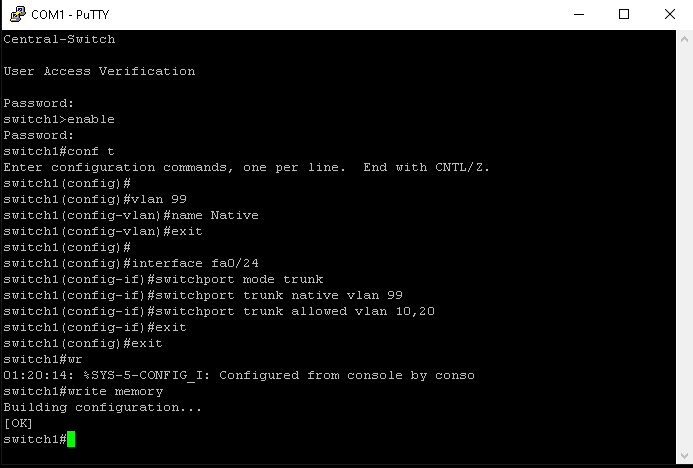 COM1 - PuTTY
Central-Switch
User Access Verification
Password:
switch1>enable
Password:
switch1#conf t
Enter configuration commands, one per line.  End with CNTL/Z.
switch1(config)#
switch1(config)#vlan 99
switch1(config-vlan)#name Native
switch1(config-vlan)#exit
switch1(config)#
switch1(config)#interface fa0/24
switch1(config-if)#switchport mode trunk
switch1(config-if)#switchport trunk native vlan 99
switch1(config-if)#switchport trunk allowed vlan 10,20
switch1(config-if)#exit
switch1(config)#exit
switch1#wr
01:20:14: %SYS-5-CONFIG_I: Configured from console by conso
switch1#write memory
Building configuration...
[OK]
switch1#